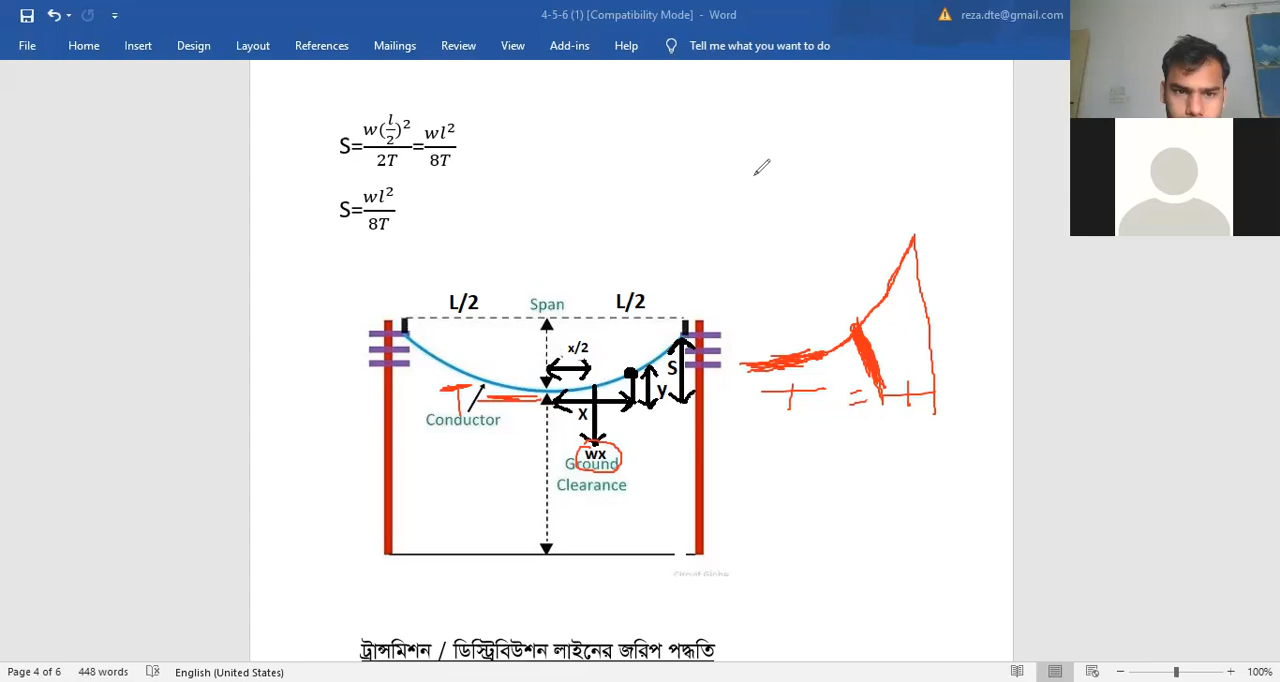 4-5-6 (1) [Compatibility Mode] - Word
reza.dte@gmail.com
File Home Insert Design Layout References Mailings Review View Add-ins Help Tell me what you want to do
S=w(l/2)²/2T=wl²/8T
S=wl²/8T
L/2 Span L/2
x/2
S
y
T
X
Conductor
wx
Ground
Clearance
T = T
Circuit Globe
ট্রান্সমিশন / ডিস্ট্রিবিউশন লাইনের জরিপ পদ্ধতি
Page 4 of 6 448 words English (United States) 100%